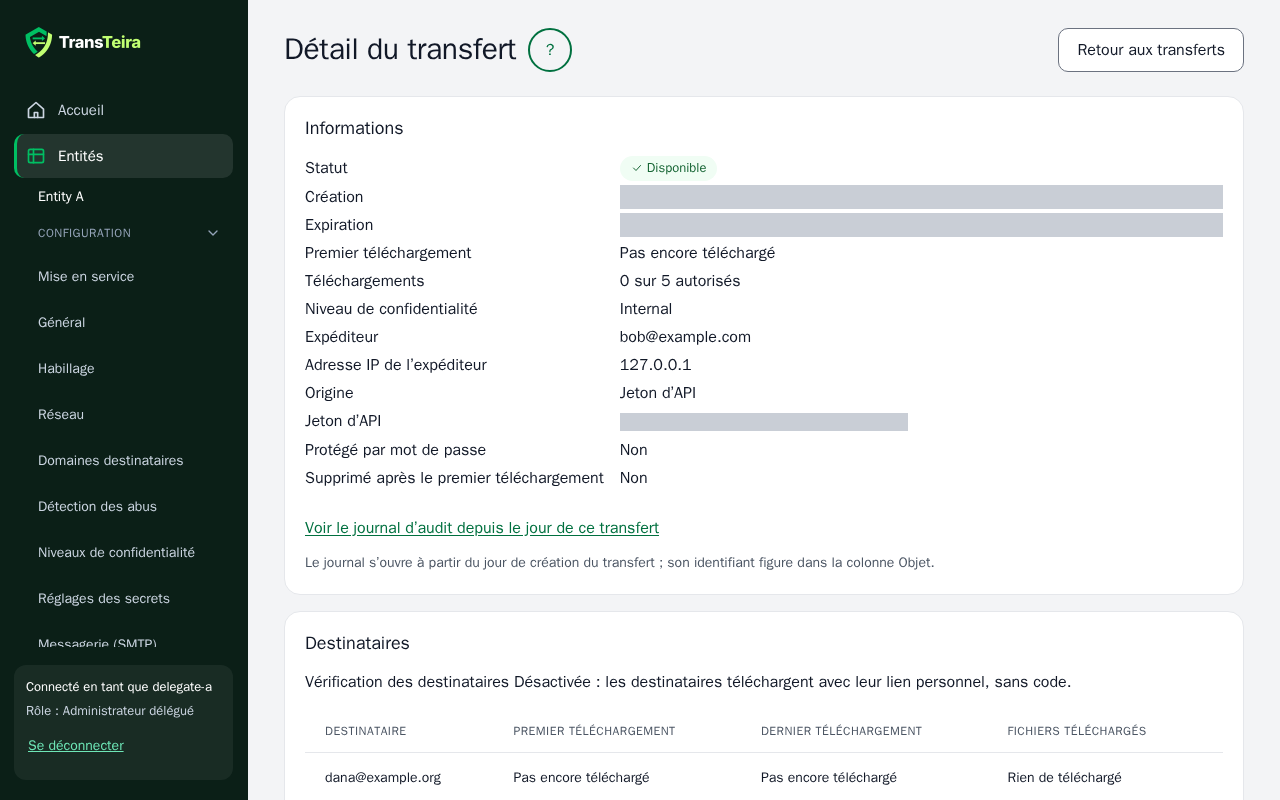 TransTeira
Accueil
Entités
Entity A
CONFIGURATION
Mise en service
Général
Habillage
Réseau
Domaines destinataires
Détection des abus
Niveaux de confidentialité
Réglages des secrets
Messagerie (SMTP)
Connecté en tant que delegate-a
Rôle : Administrateur délégué
Se déconnecter
Détail du transfert ?
Retour aux transferts
Informations
Statut Disponible
Création
Expiration
Premier téléchargement Pas encore téléchargé
Téléchargements 0 sur 5 autorisés
Niveau de confidentialité Internal
Expéditeur bob@example.com
Adresse IP de l'expéditeur 127.0.0.1
Origine Jeton d'API
Jeton d'API
Protégé par mot de passe Non
Supprimé après le premier téléchargement Non
Voir le journal d'audit depuis le jour de ce transfert
Le journal s'ouvre à partir du jour de création du transfert ; son identifiant figure dans la colonne Objet.
Destinataires
Vérification des destinataires Désactivée : les destinataires téléchargent avec leur lien personnel, sans code.
DESTINATAIRE PREMIER TÉLÉCHARGEMENT DERNIER TÉLÉCHARGEMENT FICHIERS TÉLÉCHARGÉS
dana@example.org Pas encore téléchargé Pas encore téléchargé Rien de téléchargé